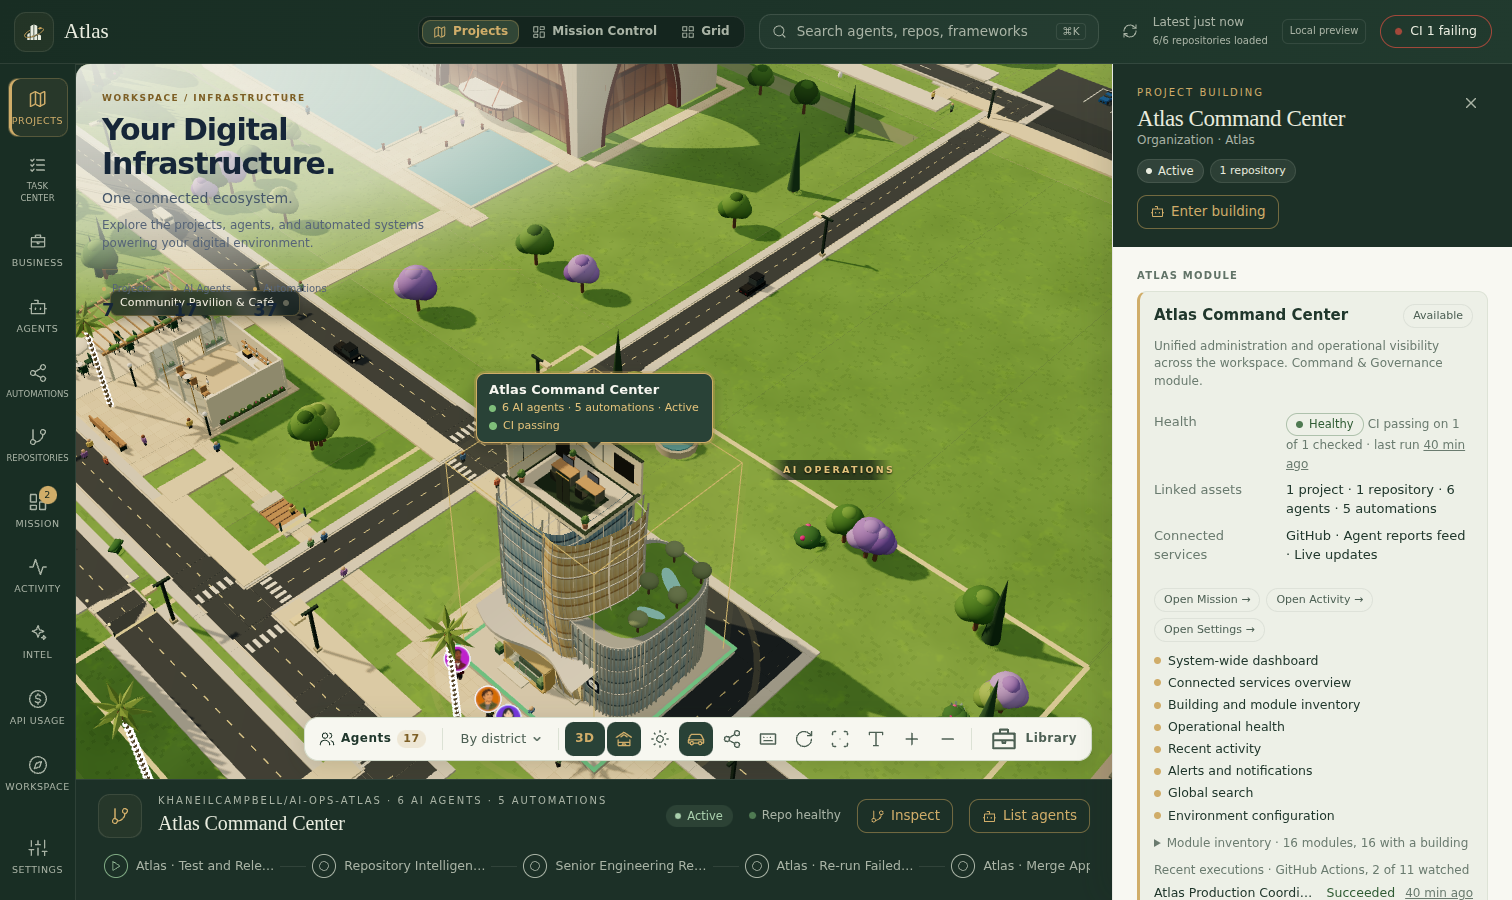 Atlas
Projects
Mission Control
Grid
Search agents, repos, frameworks
⌘K
Latest just now
6/6 repositories loaded
Local preview
CI 1 failing
PROJECTS
TASK CENTER
BUSINESS
AGENTS
AUTOMATIONS
REPOSITORIES
2
MISSION
ACTIVITY
INTEL
API USAGE
WORKSPACE
SETTINGS
WORKSPACE / INFRASTRUCTURE
Your Digital
Infrastructure.
One connected ecosystem.
Explore the projects, agents, and automated systems
powering your digital environment.
AI Agents
7 17 37
Community Pavilion & Café
Atlas Command Center
6 AI agents · 5 automations · Active
CI passing
AI OPERATIONS
Agents 17
By district
3D
Library
KHANEILCAMPBELL/AI-OPS-ATLAS · 6 AI AGENTS · 5 AUTOMATIONS
Atlas Command Center
Active
Repo healthy
Inspect
List agents
Atlas · Test and Rele...
Repository Intelligen...
Senior Engineering Re...
Atlas · Re-run Failed...
Atlas · Merge App
PROJECT BUILDING
Atlas Command Center
Organization · Atlas
Active
1 repository
Enter building
ATLAS MODULE
Atlas Command Center
Available
Unified administration and operational visibility
across the workspace. Command & Governance
module.
Health
Healthy CI passing on 1
of 1 checked · last run 40 min
ago
Linked assets
1 project · 1 repository · 6
agents · 5 automations
Connected
services
GitHub · Agent reports feed
· Live updates
Open Mission →
Open Activity →
Open Settings →
System-wide dashboard
Connected services overview
Building and module inventory
Operational health
Recent activity
Alerts and notifications
Global search
Environment configuration
Module inventory · 16 modules, 16 with a building
Recent executions · GitHub Actions, 2 of 11 watched
Atlas Production Coordi... Succeeded 40 min ago